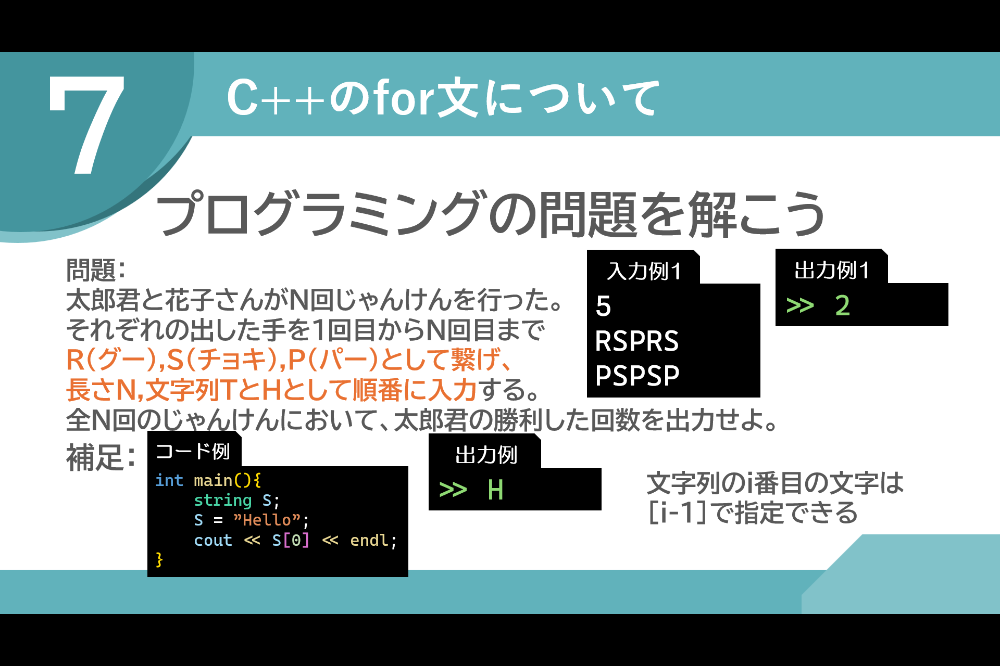 7
C++のfor文について
プログラミングの問題を解こう
問題：
太郎君と花子さんがN回じゃんけんを行った。
それぞれの出した手を1回目からN回目まで
R（グー）,S（チョキ）,P（パー）として繋げ、
長さN,文字列TとHとして順番に入力する。
全N回のじゃんけんにおいて、太郎君の勝利した回数を出力せよ。
入力例1
5
RSPRS
PSPSP
出力例1
>> 2
補足：
コード例
int main(){
    string S;
    S = ”Hello”;
    cout << S[0] << endl;
}
出力例
>> H
文字列のi番目の文字は
[i-1]で指定できる